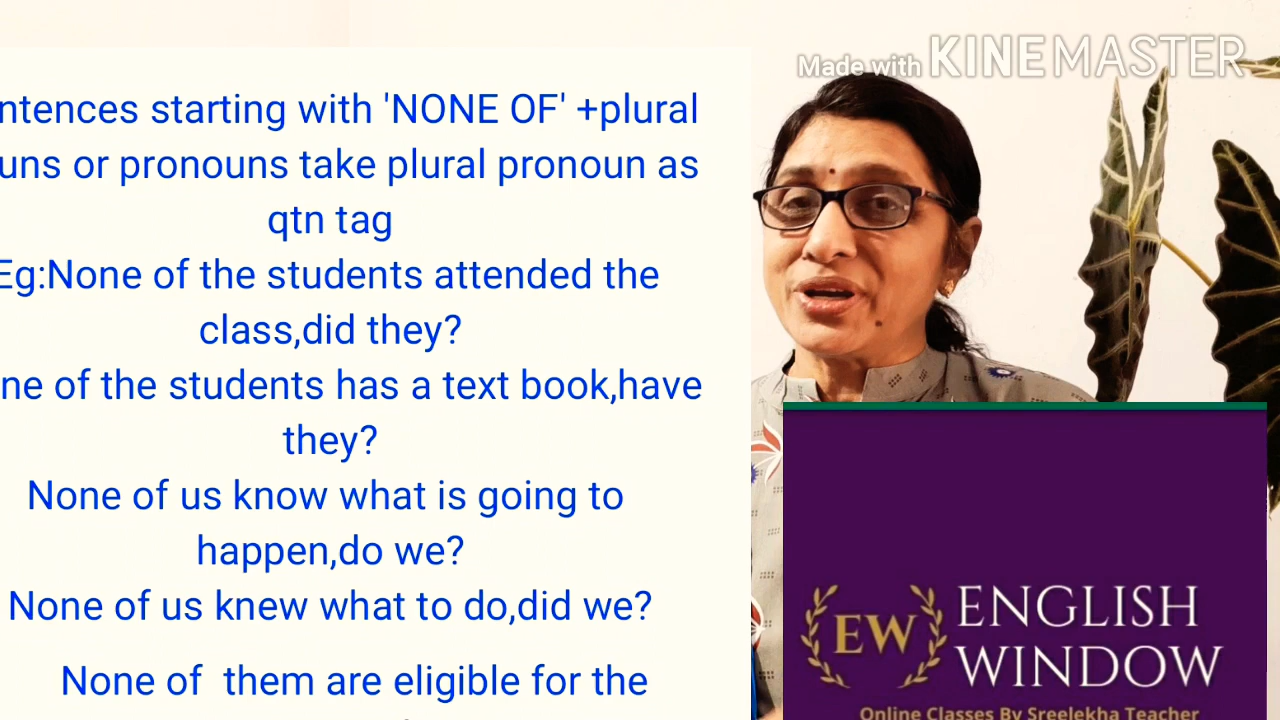 ntences starting with 'NONE OF' +plural
uns or pronouns take plural pronoun as
qtn tag
Eg:None of the students attended the
class,did they?
ne of the students has a text book,have
they?
None of us know what is going to
happen,do we?
None of us knew what to do,did we?
None of them are eligible for the
Made with KINEMASTER
EW ENGLISH
WINDOW
Online Classes By Sreelekha Teacher